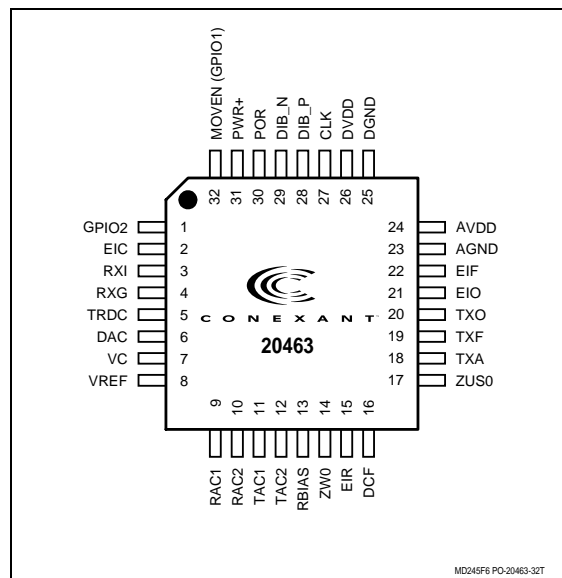 MOVEN (GPIO1)
PWR+
POR
DIB_N
DIB_P
CLK
DVDD
DGND
32
31
30
29
28
27
26
25
GPIO2 1
EIC 2
RXI 3
RXG 4
TRDC 5
DAC 6
VC 7
VREF 8
24 AVDD
23 AGND
22 EIF
21 EIO
20 TXO
19 TXF
18 TXA
17 ZUS0
CONEXANT
20463
9
10
11
12
13
14
15
16
RAC1
RAC2
TAC1
TAC2
RBIAS
ZW0
EIR
DCF
MD245F6 PO-20463-32T